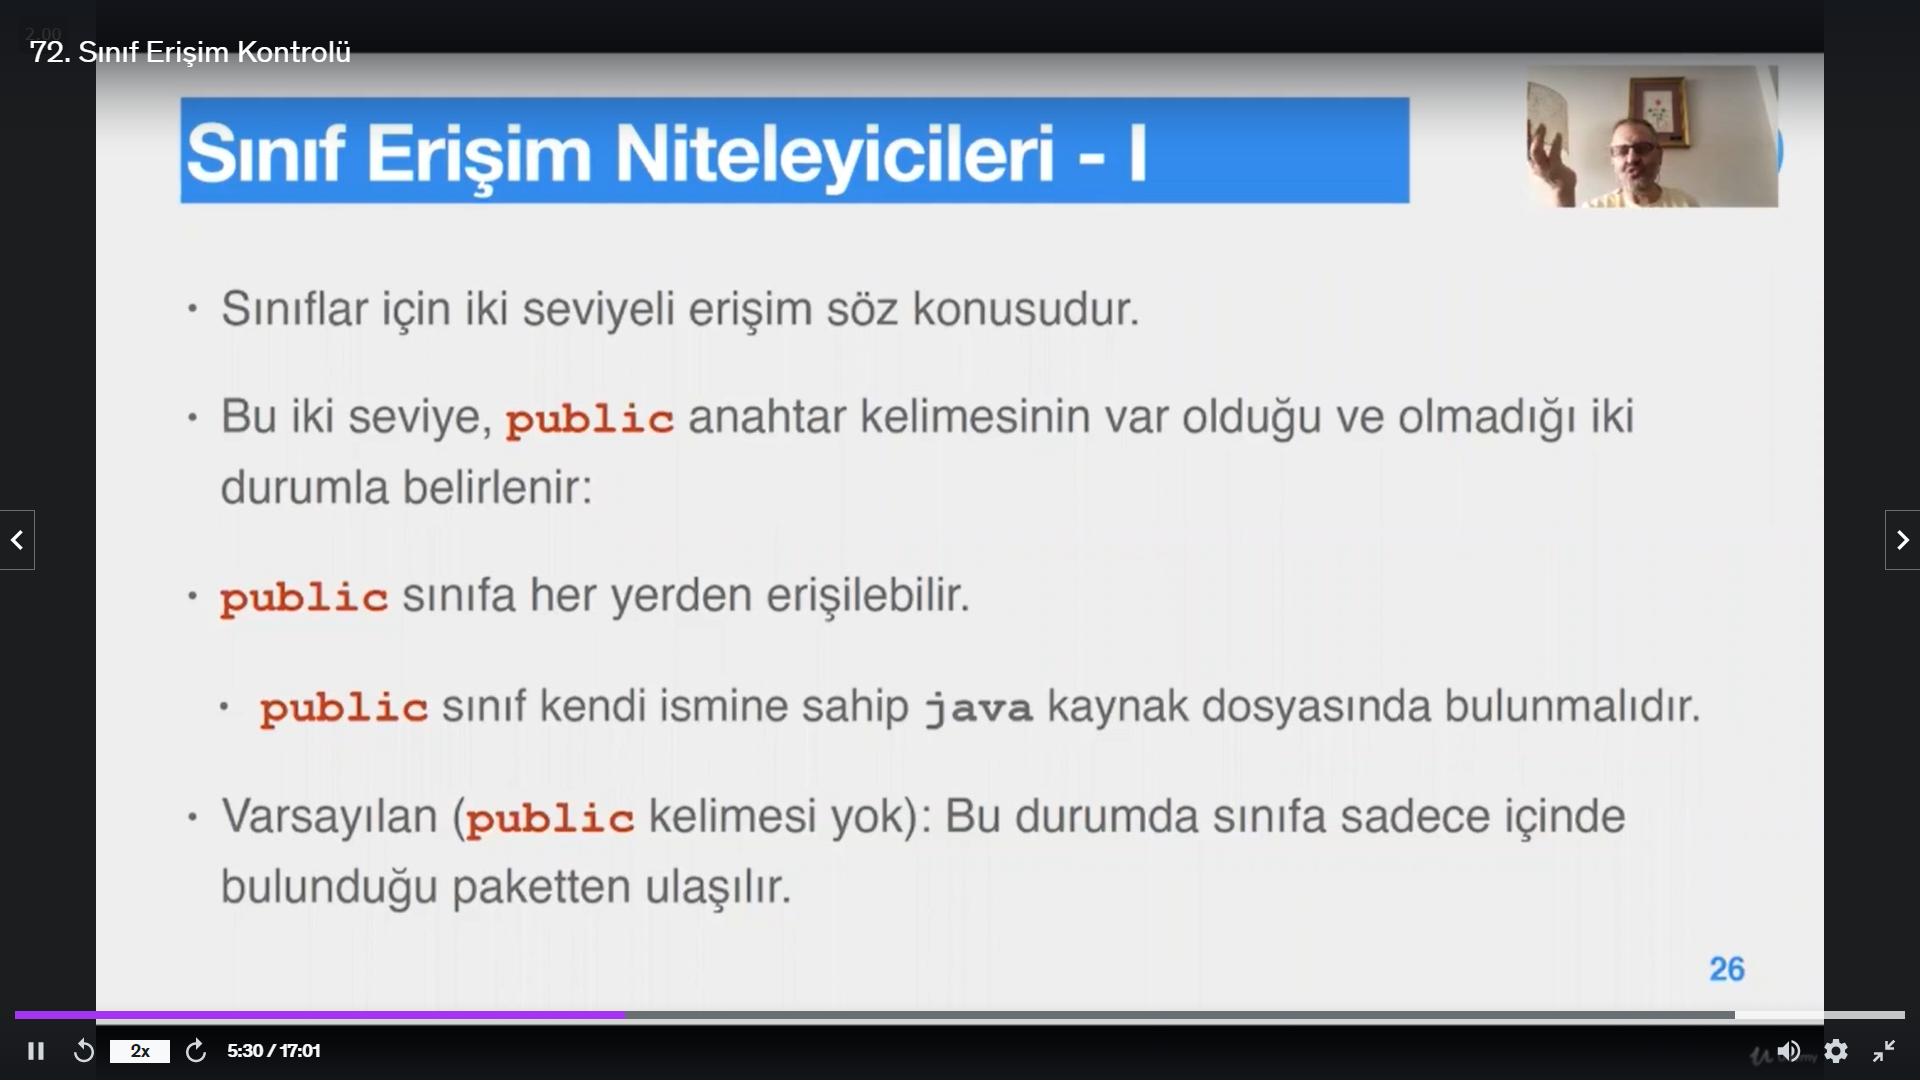 2.00
72. Sınıf Erişim Kontrolü
Sınıf Erişim Niteleyicileri - I
• Sınıflar için iki seviyeli erişim söz konusudur.
• Bu iki seviye, public anahtar kelimesinin var olduğu ve olmadığı iki
durumla belirlenir:
• public sınıfa her yerden erişilebilir.
• public sınıf kendi ismine sahip java kaynak dosyasında bulunmalıdır.
• Varsayılan (public kelimesi yok): Bu durumda sınıfa sadece içinde
bulunduğu paketten ulaşılır.
26
2x
5:30 / 17:01